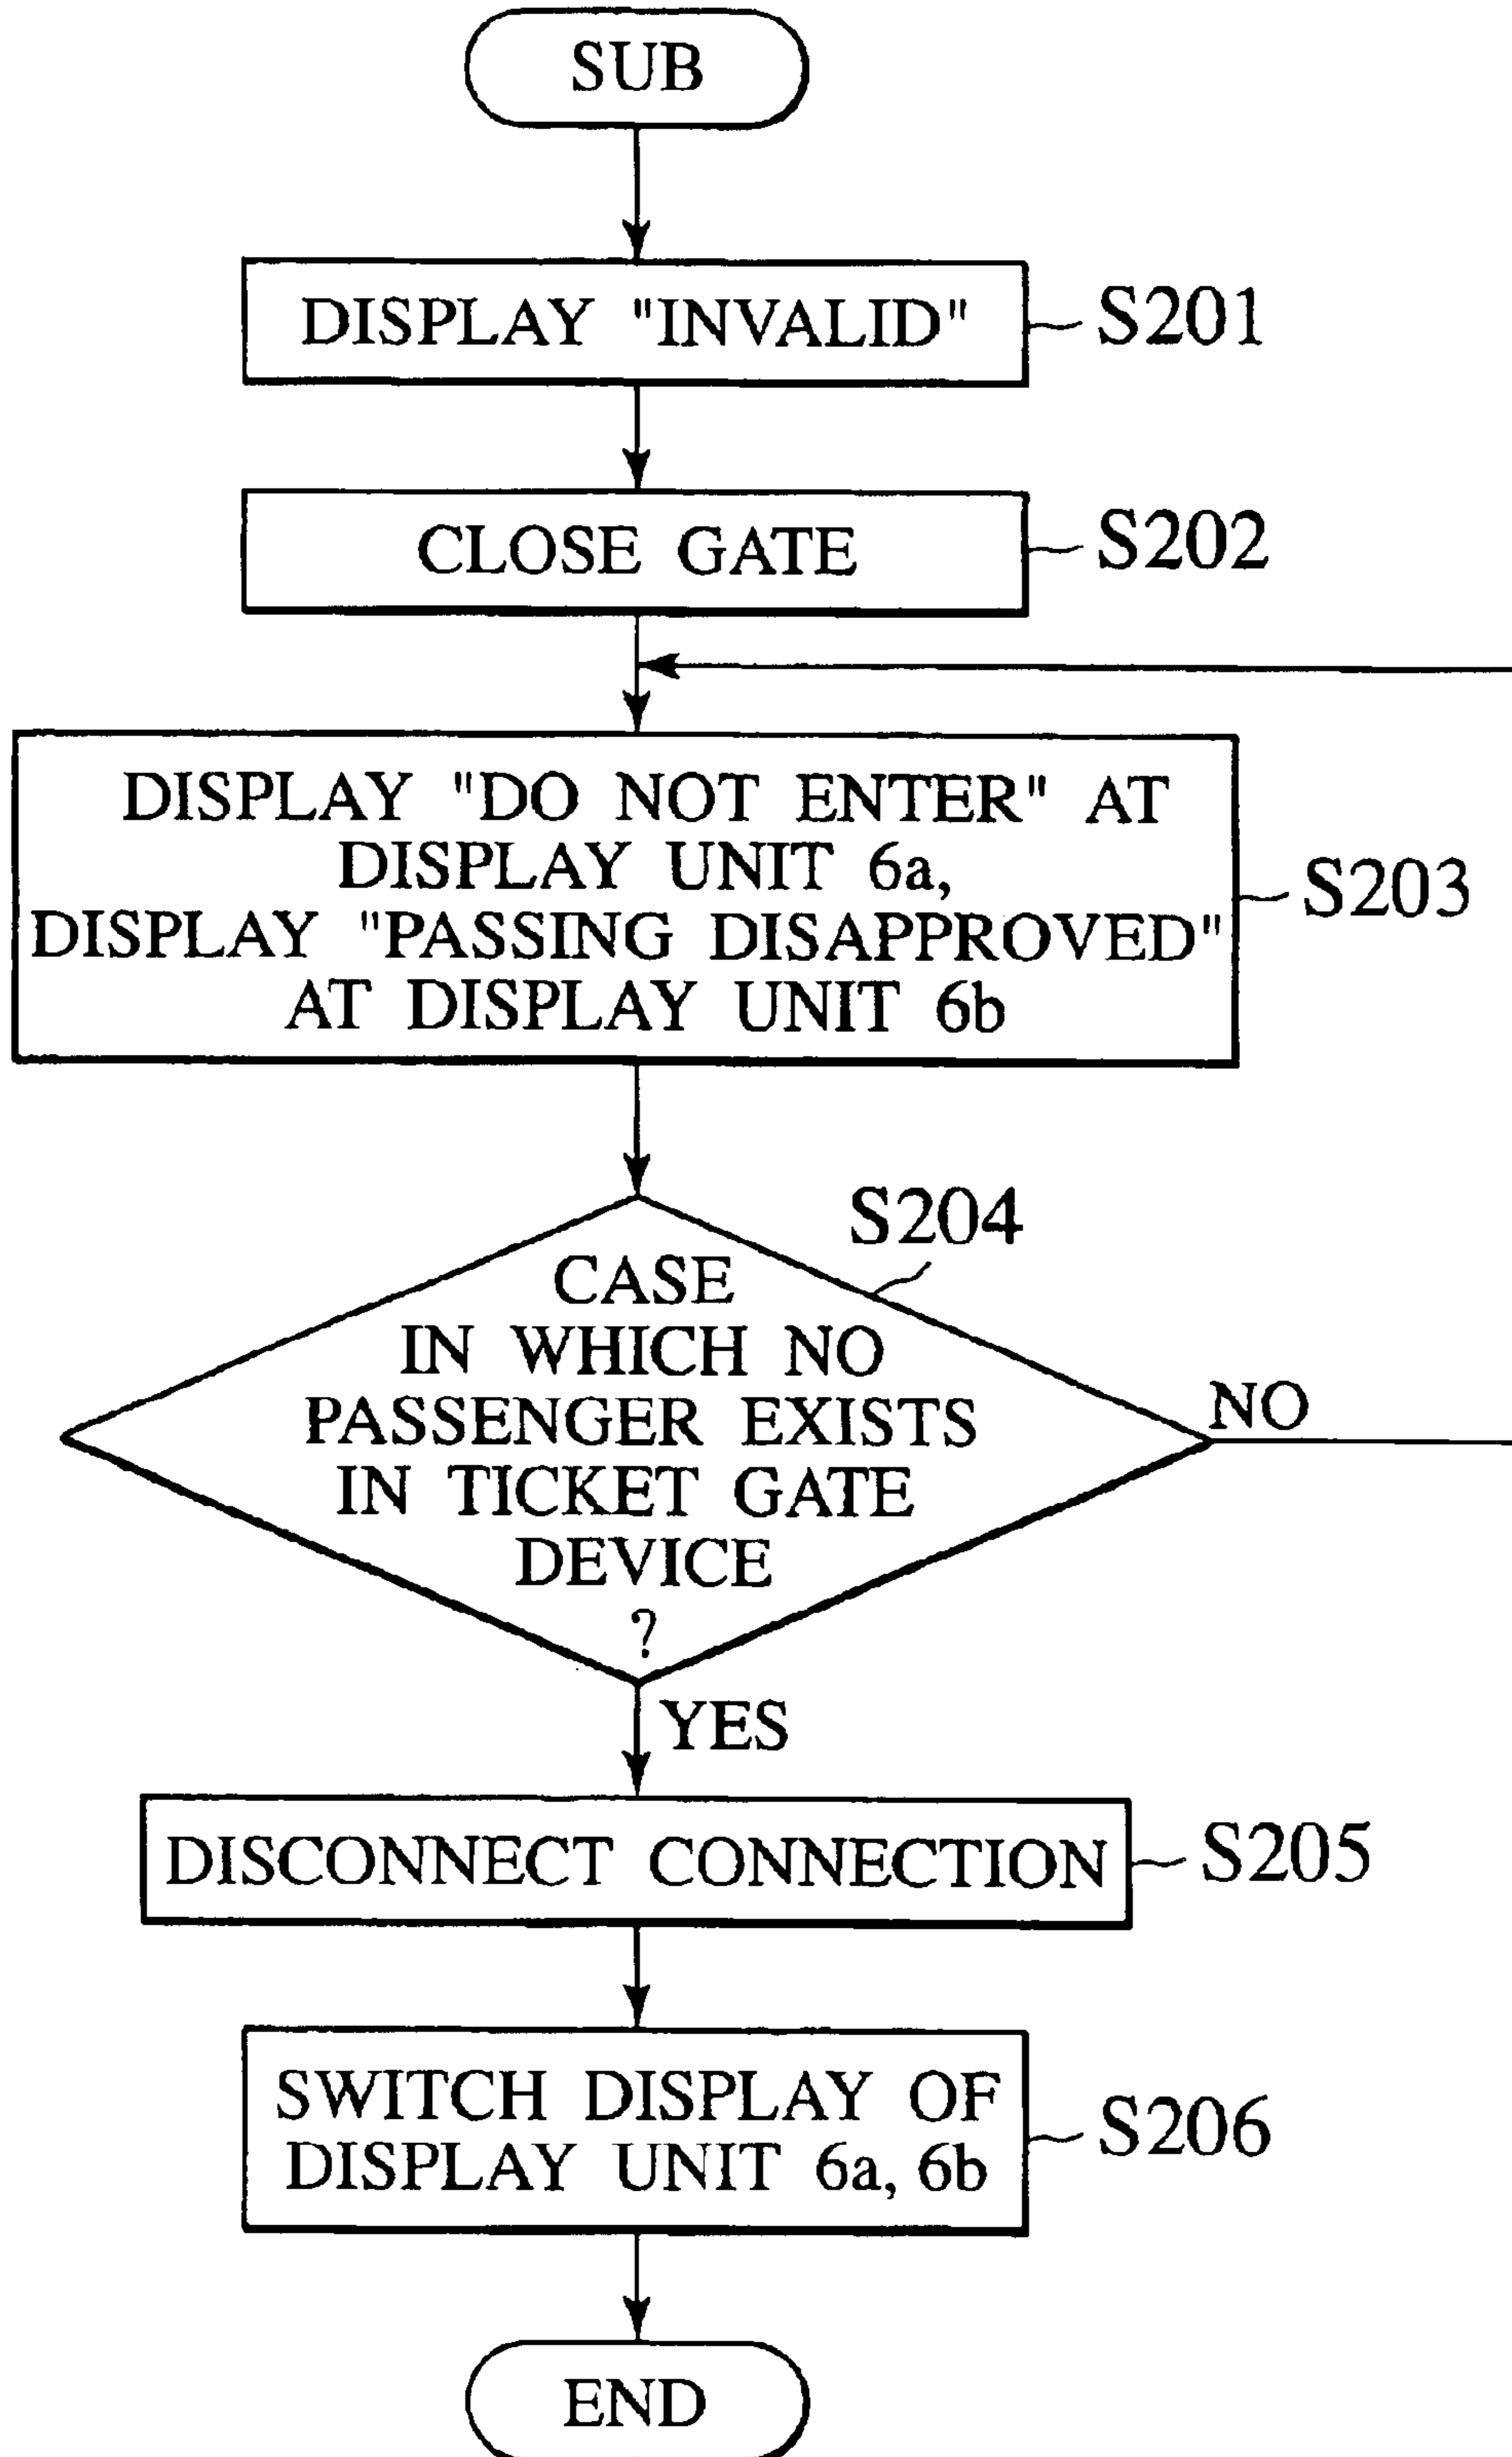 SUB
DISPLAY "INVALID"
S201
CLOSE GATE
S202
DISPLAY "DO NOT ENTER" AT
DISPLAY UNIT 6a,
DISPLAY "PASSING DISAPPROVED"
AT DISPLAY UNIT 6b
S203
S204
CASE
IN WHICH NO
PASSENGER EXISTS
IN TICKET GATE
DEVICE
?
NO
YES
DISCONNECT CONNECTION
S205
SWITCH DISPLAY OF
DISPLAY UNIT 6a, 6b
S206
END